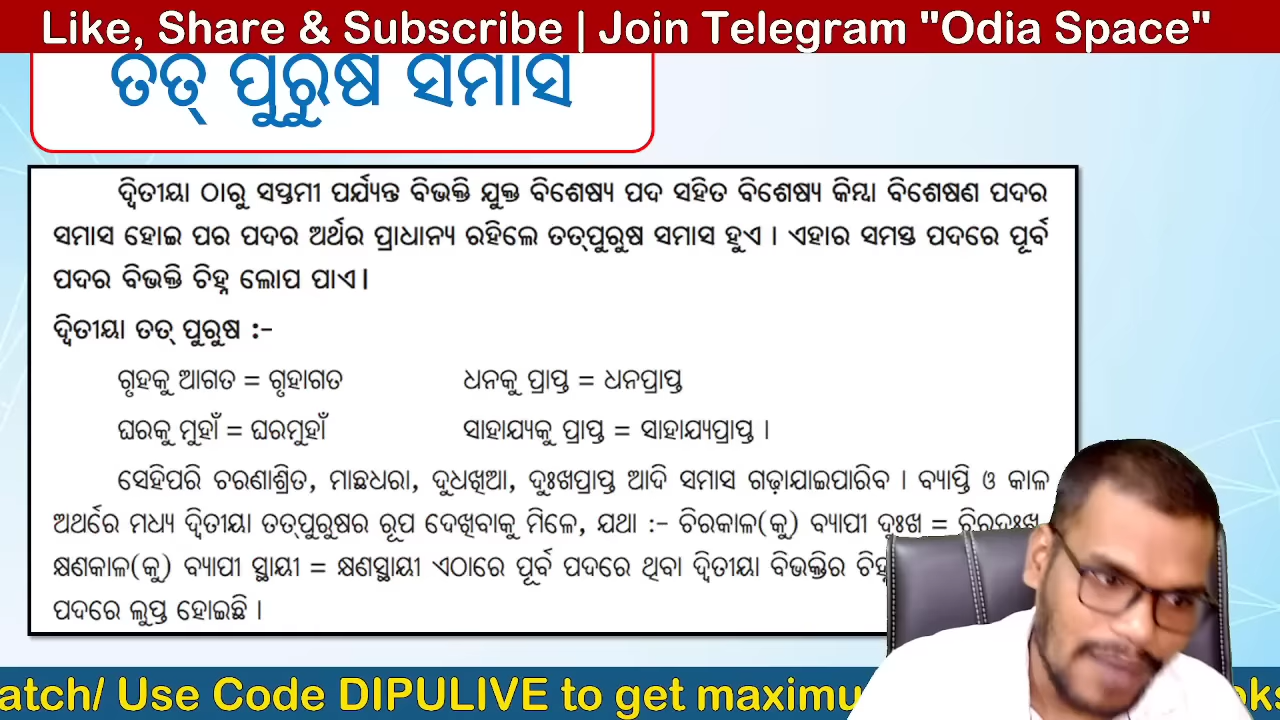 Like, Share & Subscribe | Join Telegram "Odia Space"
ତତ୍ ପୁରୁଷ ସମାସ
ଦ୍ୱିତୀୟା ଠାରୁ ସପ୍ତମୀ ପର୍ଯ୍ୟନ୍ତ ବିଭକ୍ତି ଯୁକ୍ତ ବିଶେଷ୍ୟ ପଦ ସହିତ ବିଶେଷ୍ୟ କିମ୍ବା ବିଶେଷଣ ପଦର
ସମାସ ହୋଇ ପର ପଦର ଅର୍ଥର ପ୍ରାଧାନ୍ୟ ରହିଲେ ତତ୍‌ପୁରୁଷ ସମାସ ହୁଏ । ଏହାର ସମସ୍ତ ପଦରେ ପୂର୍ବ
ପଦର ବିଭକ୍ତି ଚିହ୍ନ ଲୋପ ପାଏ।
ଦ୍ୱିତୀୟା ତତ୍ ପୁରୁଷ :-
ଗୃହକୁ ଆଗତ = ଗୃହାଗତ ଧନକୁ ପ୍ରାପ୍ତ = ଧନପ୍ରାପ୍ତ
ଘରକୁ ମୁହାଁ = ଘରମୁହାଁ ସାହାଯ୍ୟକୁ ପ୍ରାପ୍ତ = ସାହାଯ୍ୟପ୍ରାପ୍ତ ।
ସେହିପରି ଚରଣାଶ୍ରିତ, ମାଛଧରା, ଦୁଧଖିଆ, ଦୁଃଖପ୍ରାପ୍ତ ଆଦି ସମାସ ଗଢ଼ାଯାଇପାରିବ । ବ୍ୟାପ୍ତି ଓ କାଳ
ଅଥର୍ରେ ମଧ୍ୟ ଦ୍ୱିତୀୟା ତତ୍‌ପୁରୁଷର ରୂପ ଦେଖିବାକୁ ମିଳେ, ଯଥା :- ଚିରକାଳ(କୁ) ବ୍ୟାପୀ ଦୁଃଖ = ଚିରଦୁଃଖ
କ୍ଷଣକାଳ(କୁ) ବ୍ୟାପୀ ସ୍ଥାୟୀ = କ୍ଷଣସ୍ଥାୟୀ ଏଠାରେ ପୂର୍ବ ପଦରେ ଥିବା ଦ୍ୱିତୀୟା ବିଭକ୍ତିର
ପଦରେ ଲୁପ୍ତ ହୋଇଛି ।
atch/ Use Code DIPULIVE to get maximu